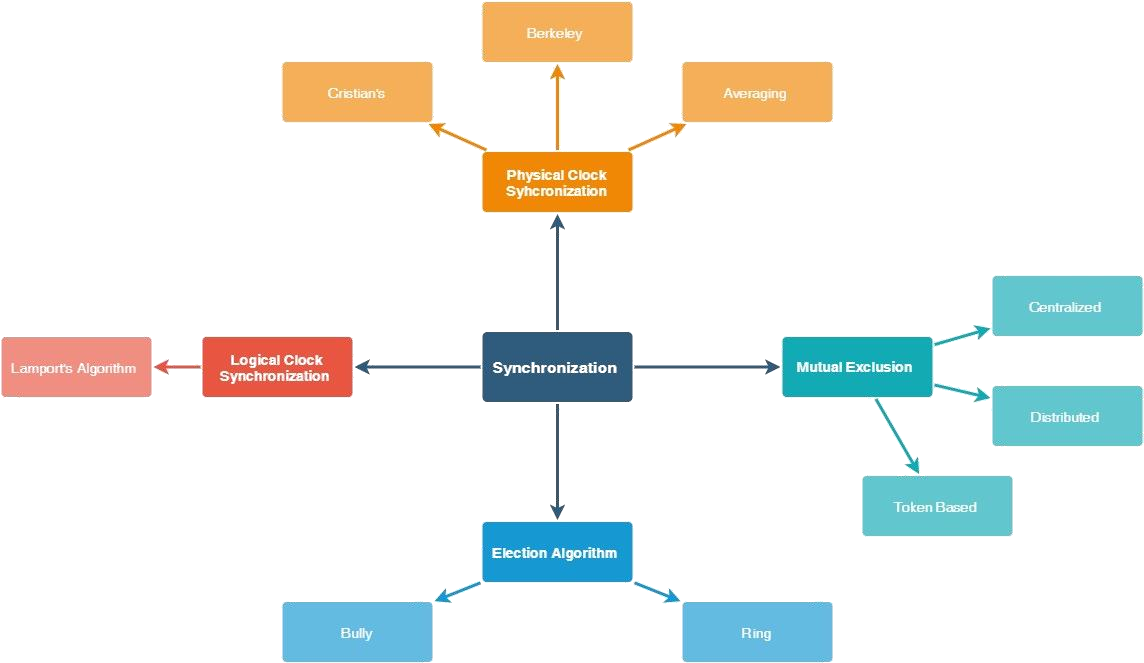 Berkeley
Cristian's
Averaging
Physical Clock
Syhcronization
Centralized
Lamport's Algorithm
Logical Clock
Synchronization
Synchronization
Mutual Exclusion
Distributed
Token Based
Election Algorithm
Bully
Ring